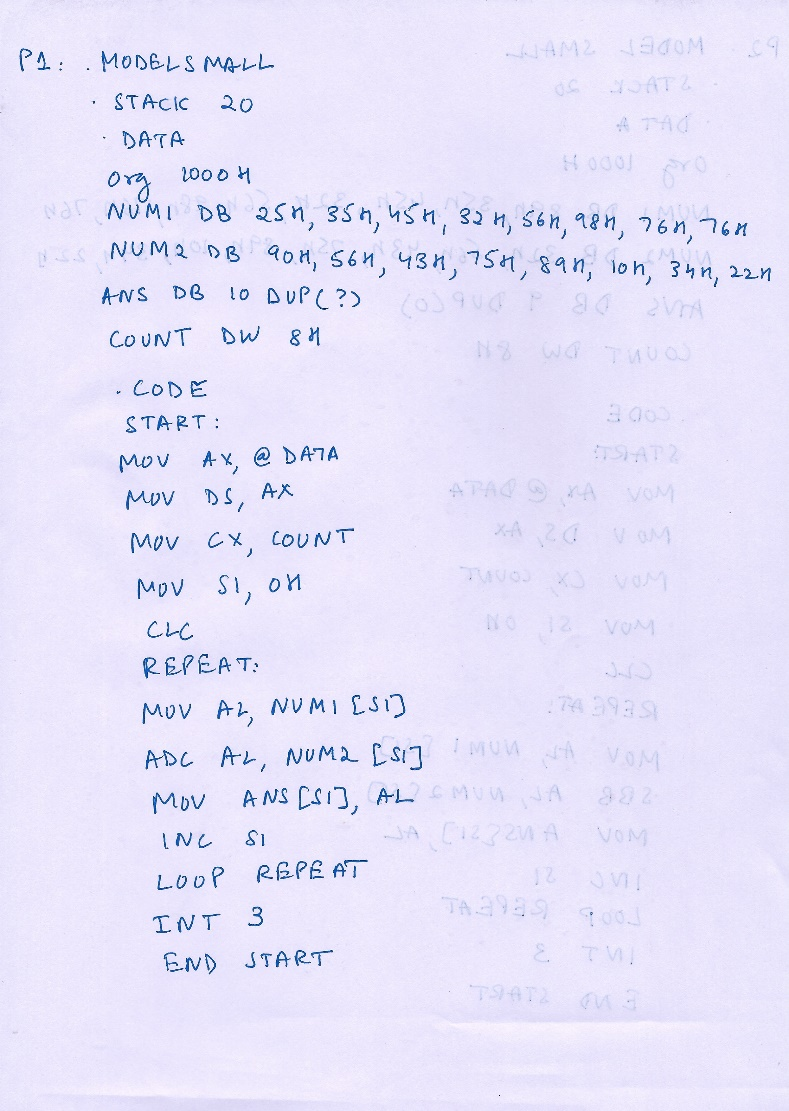 P1: . MODELSMALL
. STACK 20
. DATA
Org 1000H
NUM1 DB 25H, 35H, 45H, 32H, 56H, 98H, 76H, 76H
NUM2 DB 90H, 56H, 43H, 75H, 89H, 10H, 34H, 22H
ANS DB 10 DUP(?)
COUNT DW 8H
. CODE
START:
MOV AX, @DATA
MOV DS, AX
MOV CX, COUNT
MOV SI, 0H
CLC
REPEAT:
MOV AL, NUM1 [SI]
ADC AL, NUM2 [SI]
MOV ANS[SI], AL
INC SI
LOOP REPEAT
INT 3
END START